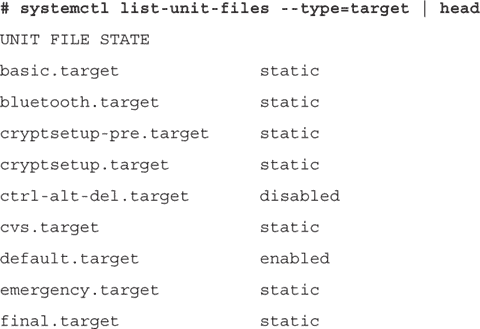 # systemctl list-unit-files --type=target | head
UNIT FILE STATE
basic.target static
bluetooth.target static
cryptsetup-pre.target static
cryptsetup.target static
ctrl-alt-del.target disabled
cvs.target static
default.target enabled
emergency.target static
final.target static